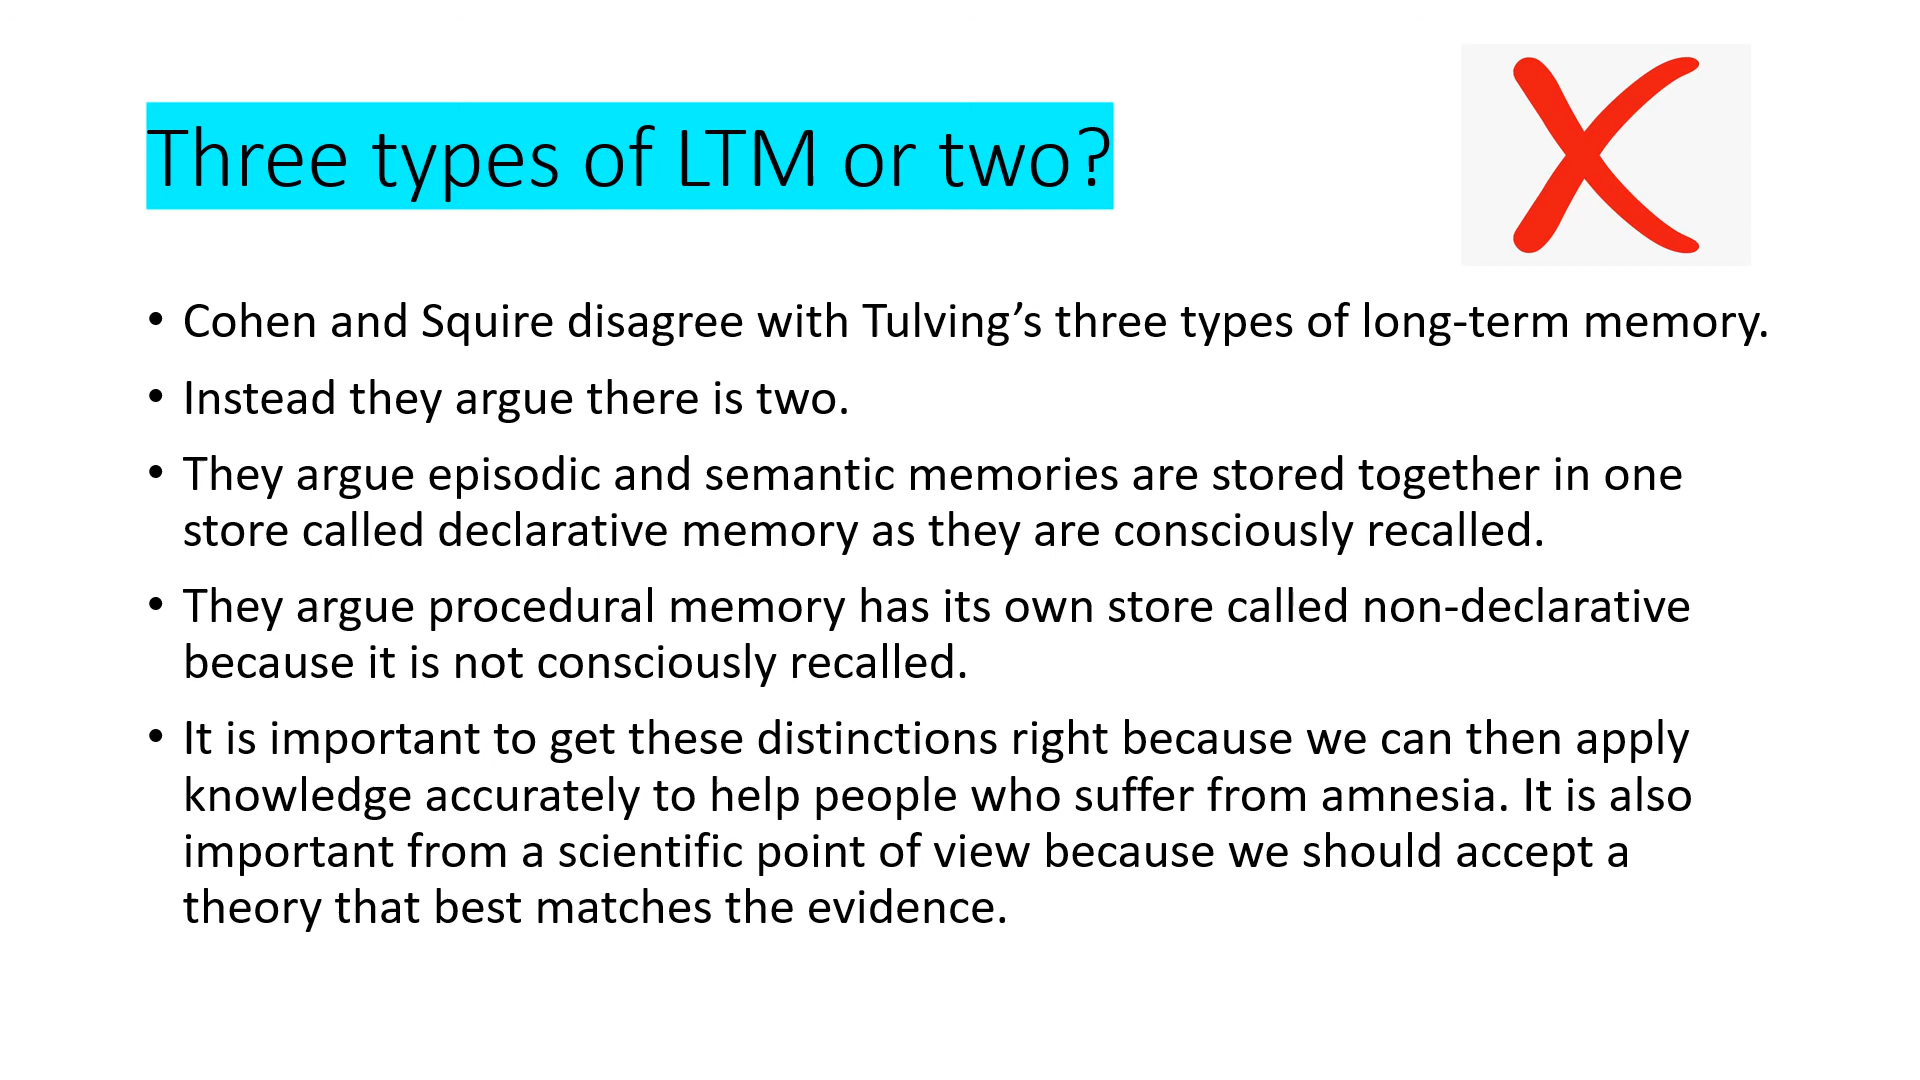 Three types of LTM or two?
• Cohen and Squire disagree with Tulving’s three types of long-term memory.
• Instead they argue there is two.
• They argue episodic and semantic memories are stored together in one
store called declarative memory as they are consciously recalled.
• They argue procedural memory has its own store called non-declarative
because it is not consciously recalled.
• It is important to get these distinctions right because we can then apply
knowledge accurately to help people who suffer from amnesia. It is also
important from a scientific point of view because we should accept a
theory that best matches the evidence.